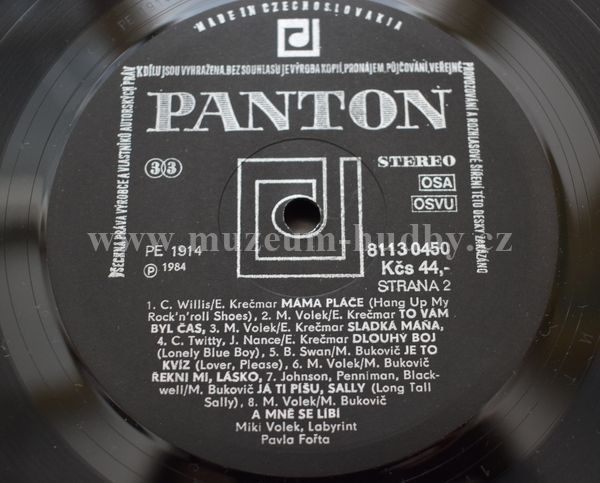 MADE IN CZECHOSLOVAKIA
VŠECHNA PRÁVA VÝROBCE A VLASTNÍKŮ AUTORSKÝCH PRÁV
K DÍLU JSOU VYHRAŽENA. BEZ SOUHLASU JE VÝROBA KOPIÍ, PRONÁJEM, PŮJČOVÁNÍ, VEŘEJNÉ
PROVOZOVÁNÍ A ROZHLASOVÉ ŠÍŘENÍ TÉTO DESKY ZAKÁZÁNO
PANTON
33
STEREO
OSA
OSVU
www.muzeum-hudby.cz
PE 1914
℗ 1984
8113 0450
Kčs 44,-
STRANA 2
1. C. Willis/E. Krečmar MÁMA PLÁČE (Hang Up My
Rock'n'roll Shoes), 2. M. Volek/E. Krečmar TO VÁM
BYL ČAS, 3. M. Volek/E. Krečmar SLADKÁ MÁŇA,
4. C. Twitty, J. Nance/E. Krečmar DLOUHÝ BOJ
(Lonely Blue Boy), 5. B. Swan/M. Bukovič JE TO
KVÍZ (Lover, Please), 6. M. Volek/M. Bukovič
ŘEKNI MI, LÁSKO, 7. Johnson, Penniman, Black-
well/M. Bukovič JÁ TI PÍŠU, SALLY (Long Tall
Sally), 8. M. Volek/M. Bukovič
A MNĚ SE LÍBÍ
Miki Volek, Labyrint
Pavla Fořta